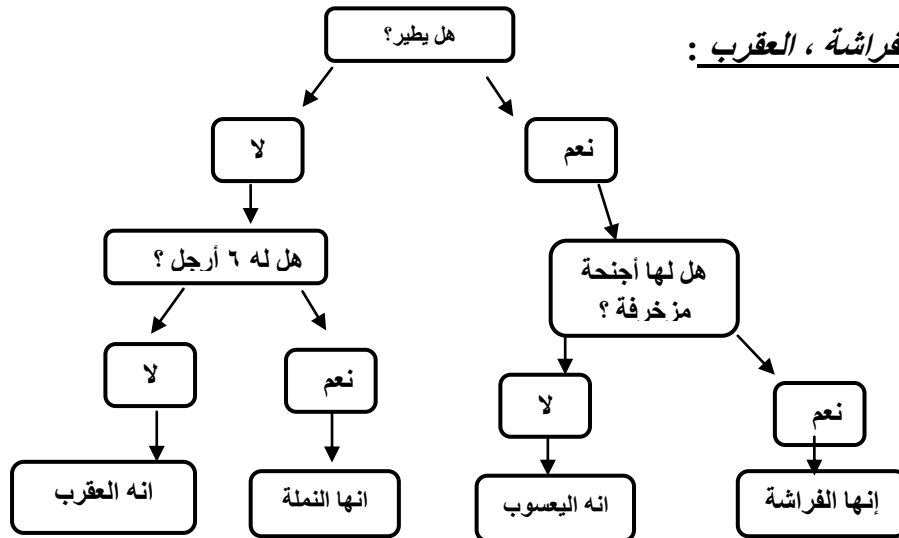 فراشة ، العقرب :
هل يطير؟
نعم
لا
هل لها أجنحة
مزخرفة ؟
هل له ٦ أرجل ؟
نعم
لا
نعم
لا
إنها الفراشة
انه اليعسوب
انها النملة
انه العقرب